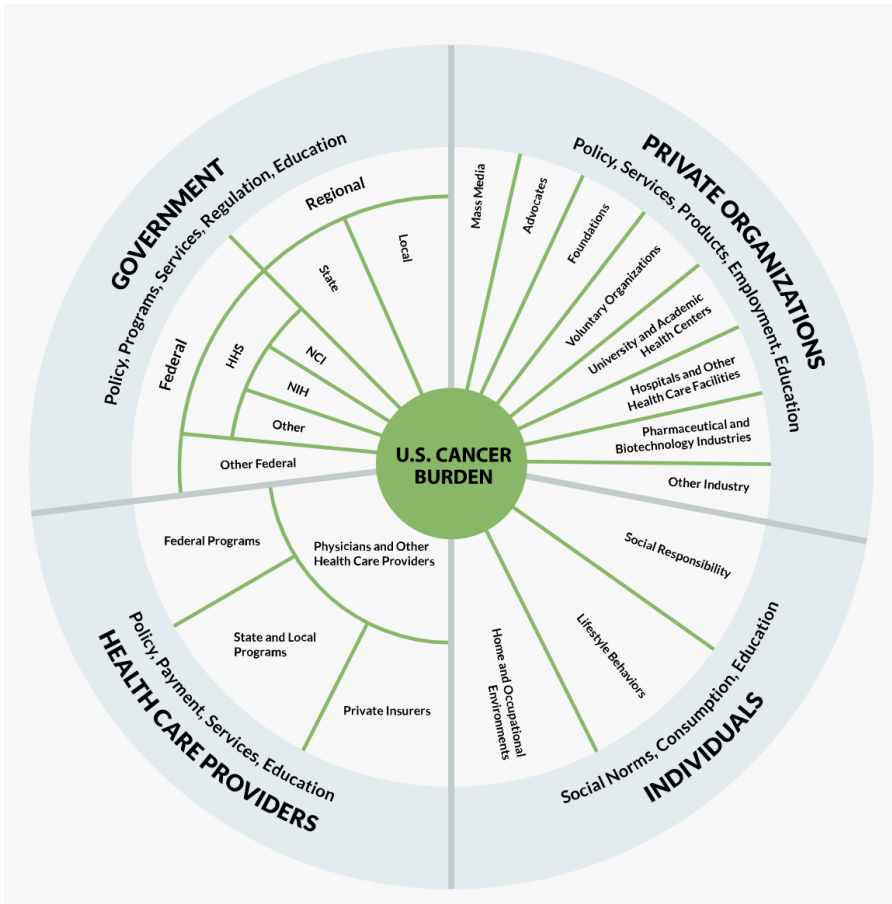 GOVERNMENT
Policy, Programs, Services, Regulation, Education
Regional
Local
State
Federal
HHS
NCI
NIH
Other
Other Federal
PRIVATE ORGANIZATIONS
Policy, Services, Products, Employment, Education
Mass Media
Advocates
Foundations
Voluntary Organizations
University and Academic
Health Centers
Hospitals and Other
Health Care Facilities
Pharmaceutical and
Biotechnology Industries
Other Industry
U.S. CANCER
BURDEN
Social Responsibility
Lifestyle Behaviors
Home and Occupational
Environments
Social Norms, Consumption, Education
INDIVIDUALS
Federal Programs
Physicians and Other
Health Care Providers
State and Local
Programs
Private Insurers
Policy, Payment, Services, Education
HEALTH CARE PROVIDERS